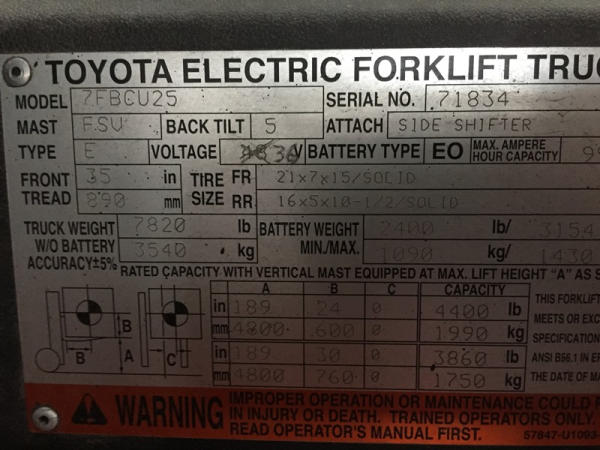 TOYOTA ELECTRIC FORKLIFT TRU
MODEL 7FBCU25 SERIAL NO. 71834
MAST FSV BACK TILT 5 ATTACH SIDE SHIFTER
TYPE E VOLTAGE 36 V BATTERY TYPE EO MAX. AMPERE HOUR CAPACITY
FRONT TREAD 35 in TIRE SIZE FR 21x7x15/SOLID
890 mm RR 16x5x10-1/2/SOLID
TRUCK WEIGHT W/O BATTERY ACCURACY±5% 7820 lb BATTERY WEIGHT MIN./MAX. 2400 lb/ 3154
3540 kg 1090 kg/ 1430
RATED CAPACITY WITH VERTICAL MAST EQUIPPED AT MAX. LIFT HEIGHT "A" AS S
A B C CAPACITY
in 189 24 0 4400 lb THIS FORKLIF
mm 4800 600 0 1990 kg MEETS OR EXC
SPECIFICATION
in 189 30 0 3860 lb ANSI B56.1 IN EF
mm 4800 760 0 1750 kg THE DATE OF MA
B
B A C
WARNING IMPROPER OPERATION OR MAINTENANCE COULD
IN INJURY OR DEATH. TRAINED OPERATORS ONLY.
READ OPERATOR'S MANUAL FIRST. 57847-U1093